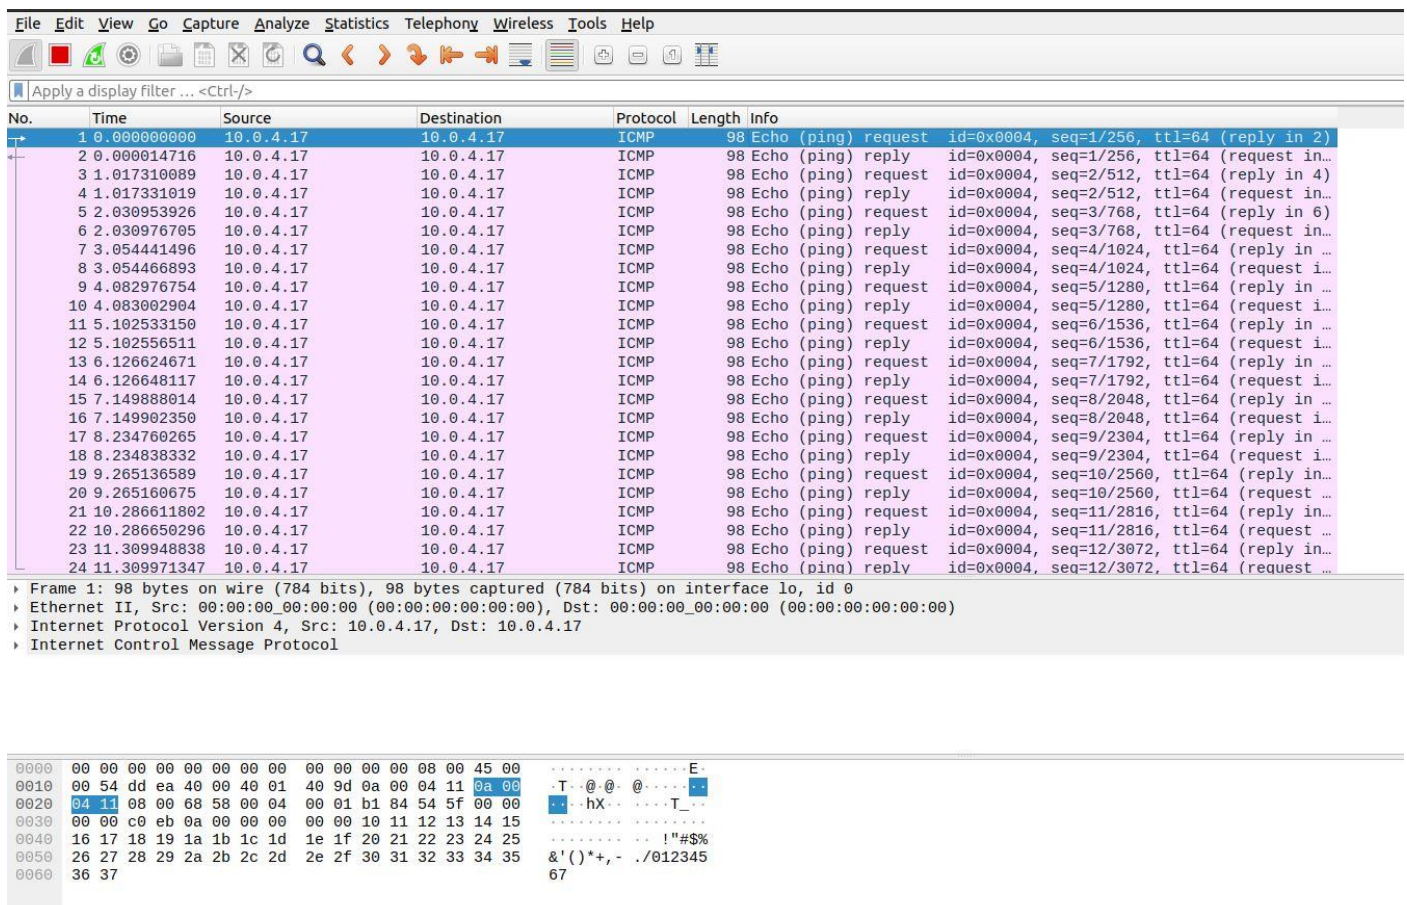 File Edit View Go Capture Analyze Statistics Telephony Wireless Tools Help
Apply a display filter … <Ctrl-/>
No. Time Source Destination Protocol Length Info
1 0.000000000 10.0.4.17 10.0.4.17 ICMP 98 Echo (ping) request id=0x0004, seq=1/256, ttl=64 (reply in 2)
2 0.000014716 10.0.4.17 10.0.4.17 ICMP 98 Echo (ping) reply id=0x0004, seq=1/256, ttl=64 (request in…
3 1.017310089 10.0.4.17 10.0.4.17 ICMP 98 Echo (ping) request id=0x0004, seq=2/512, ttl=64 (reply in 4)
4 1.017331019 10.0.4.17 10.0.4.17 ICMP 98 Echo (ping) reply id=0x0004, seq=2/512, ttl=64 (request in…
5 2.030953926 10.0.4.17 10.0.4.17 ICMP 98 Echo (ping) request id=0x0004, seq=3/768, ttl=64 (reply in 6)
6 2.030976705 10.0.4.17 10.0.4.17 ICMP 98 Echo (ping) reply id=0x0004, seq=3/768, ttl=64 (request in…
7 3.054441496 10.0.4.17 10.0.4.17 ICMP 98 Echo (ping) request id=0x0004, seq=4/1024, ttl=64 (reply in …
8 3.054466893 10.0.4.17 10.0.4.17 ICMP 98 Echo (ping) reply id=0x0004, seq=4/1024, ttl=64 (request i…
9 4.082976754 10.0.4.17 10.0.4.17 ICMP 98 Echo (ping) request id=0x0004, seq=5/1280, ttl=64 (reply in …
10 4.083002904 10.0.4.17 10.0.4.17 ICMP 98 Echo (ping) reply id=0x0004, seq=5/1280, ttl=64 (request i…
11 5.102533150 10.0.4.17 10.0.4.17 ICMP 98 Echo (ping) request id=0x0004, seq=6/1536, ttl=64 (reply in …
12 5.102556511 10.0.4.17 10.0.4.17 ICMP 98 Echo (ping) reply id=0x0004, seq=6/1536, ttl=64 (request i…
13 6.126624671 10.0.4.17 10.0.4.17 ICMP 98 Echo (ping) request id=0x0004, seq=7/1792, ttl=64 (reply in …
14 6.126648117 10.0.4.17 10.0.4.17 ICMP 98 Echo (ping) reply id=0x0004, seq=7/1792, ttl=64 (request i…
15 7.149888014 10.0.4.17 10.0.4.17 ICMP 98 Echo (ping) request id=0x0004, seq=8/2048, ttl=64 (reply in …
16 7.149902350 10.0.4.17 10.0.4.17 ICMP 98 Echo (ping) reply id=0x0004, seq=8/2048, ttl=64 (request i…
17 8.234760265 10.0.4.17 10.0.4.17 ICMP 98 Echo (ping) request id=0x0004, seq=9/2304, ttl=64 (reply in …
18 8.234838332 10.0.4.17 10.0.4.17 ICMP 98 Echo (ping) reply id=0x0004, seq=9/2304, ttl=64 (request i…
19 9.265136589 10.0.4.17 10.0.4.17 ICMP 98 Echo (ping) request id=0x0004, seq=10/2560, ttl=64 (reply in…
20 9.265160675 10.0.4.17 10.0.4.17 ICMP 98 Echo (ping) reply id=0x0004, seq=10/2560, ttl=64 (request …
21 10.286611802 10.0.4.17 10.0.4.17 ICMP 98 Echo (ping) request id=0x0004, seq=11/2816, ttl=64 (reply in…
22 10.286650296 10.0.4.17 10.0.4.17 ICMP 98 Echo (ping) reply id=0x0004, seq=11/2816, ttl=64 (request …
23 11.309948838 10.0.4.17 10.0.4.17 ICMP 98 Echo (ping) request id=0x0004, seq=12/3072, ttl=64 (reply in…
24 11.309971347 10.0.4.17 10.0.4.17 ICMP 98 Echo (ping) reply id=0x0004, seq=12/3072, ttl=64 (request …
Frame 1: 98 bytes on wire (784 bits), 98 bytes captured (784 bits) on interface lo, id 0
Ethernet II, Src: 00:00:00_00:00:00 (00:00:00:00:00:00), Dst: 00:00:00_00:00:00 (00:00:00:00:00:00)
Internet Protocol Version 4, Src: 10.0.4.17, Dst: 10.0.4.17
Internet Control Message Protocol
0000 00 00 00 00 00 00 00 00 00 00 00 00 08 00 45 00 ········ ······E·
0010 00 54 dd ea 40 00 40 01 40 9d 0a 00 04 11 0a 00 ·T··@·@· @·······
0020 04 11 08 00 68 58 00 04 00 01 b1 84 54 5f 00 00 ····hX·· ····T_··
0030 00 00 c0 eb 0a 00 00 00 00 00 10 11 12 13 14 15 ········ ········
0040 16 17 18 19 1a 1b 1c 1d 1e 1f 20 21 22 23 24 25 ········ ·· !"#$%
0050 26 27 28 29 2a 2b 2c 2d 2e 2f 30 31 32 33 34 35 &'()*+,- ./012345
0060 36 37 67